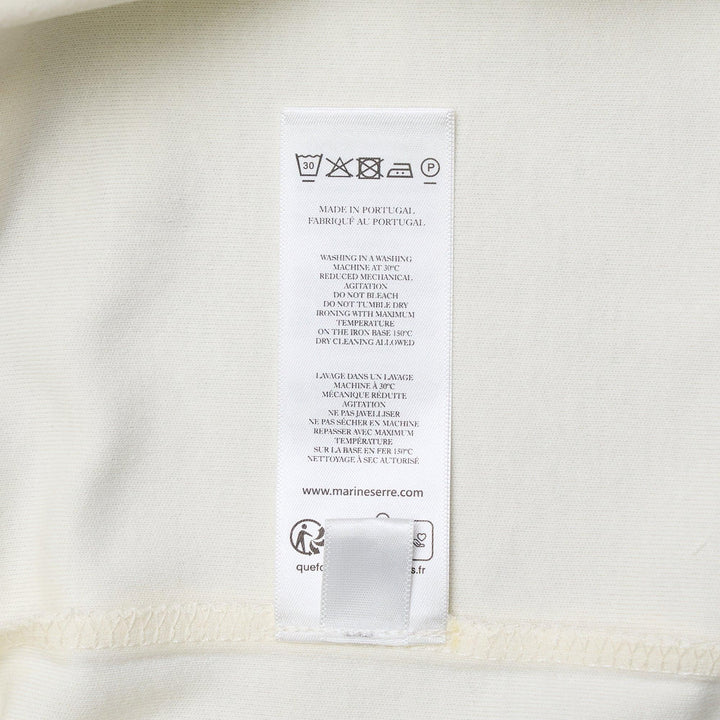 30
P
MADE IN PORTUGAL
FABRIQUÉ AU PORTUGAL
WASHING IN A WASHING
MACHINE AT 30°C
REDUCED MECHANICAL
AGITATION
DO NOT BLEACH
DO NOT TUMBLE DRY
IRONING WITH MAXIMUM
TEMPERATURE
ON THE IRON BASE 150°C
DRY CLEANING ALLOWED
LAVAGE DANS UN LAVAGE
MACHINE À 30°C
MÉCANIQUE RÉDUITE
AGITATION
NE PAS JAVELLISER
NE PAS SÉCHER EN MACHINE
REPASSER AVEC MAXIMUM
TEMPÉRATURE
SUR LA BASE EN FER 150°C
NETTOYAGE À SEC AUTORISÉ
www.marineserre.com
quefa
s.fr